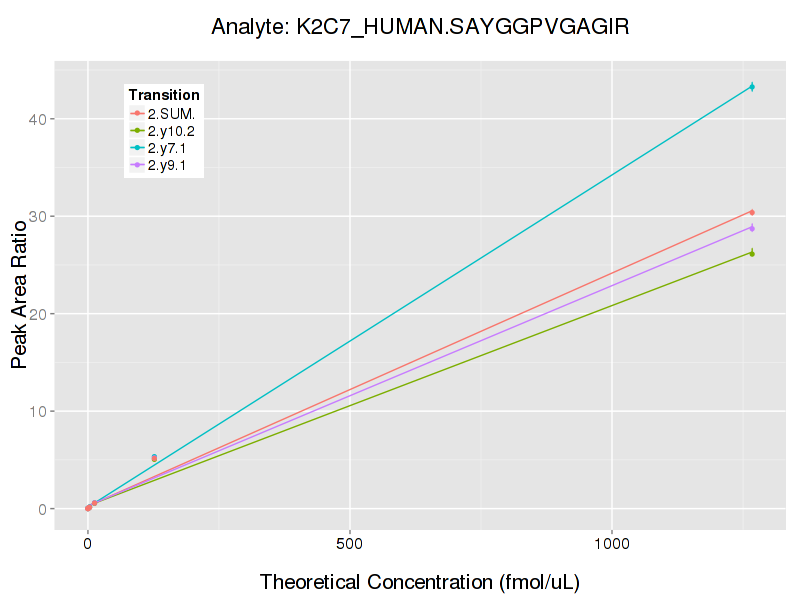 Analyte: K2C7_HUMAN.SAYGGPVGAGIR
Transition
2.SUM.
2.y10.2
2.y7.1
2.y9.1
Peak Area Ratio
40
30
20
10
0
0 500 1000
Theoretical Concentration (fmol/uL)